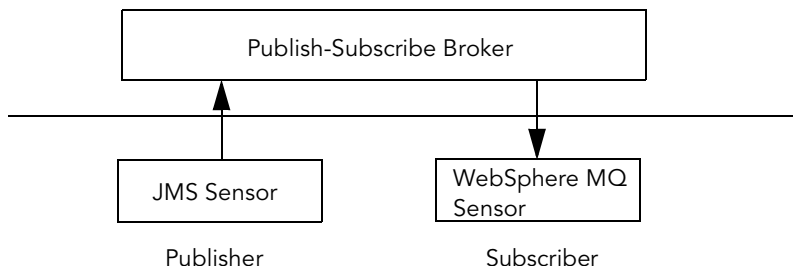 Publish-Subscribe Broker
JMS Sensor
WebSphere MQ
Sensor
Publisher
Subscriber